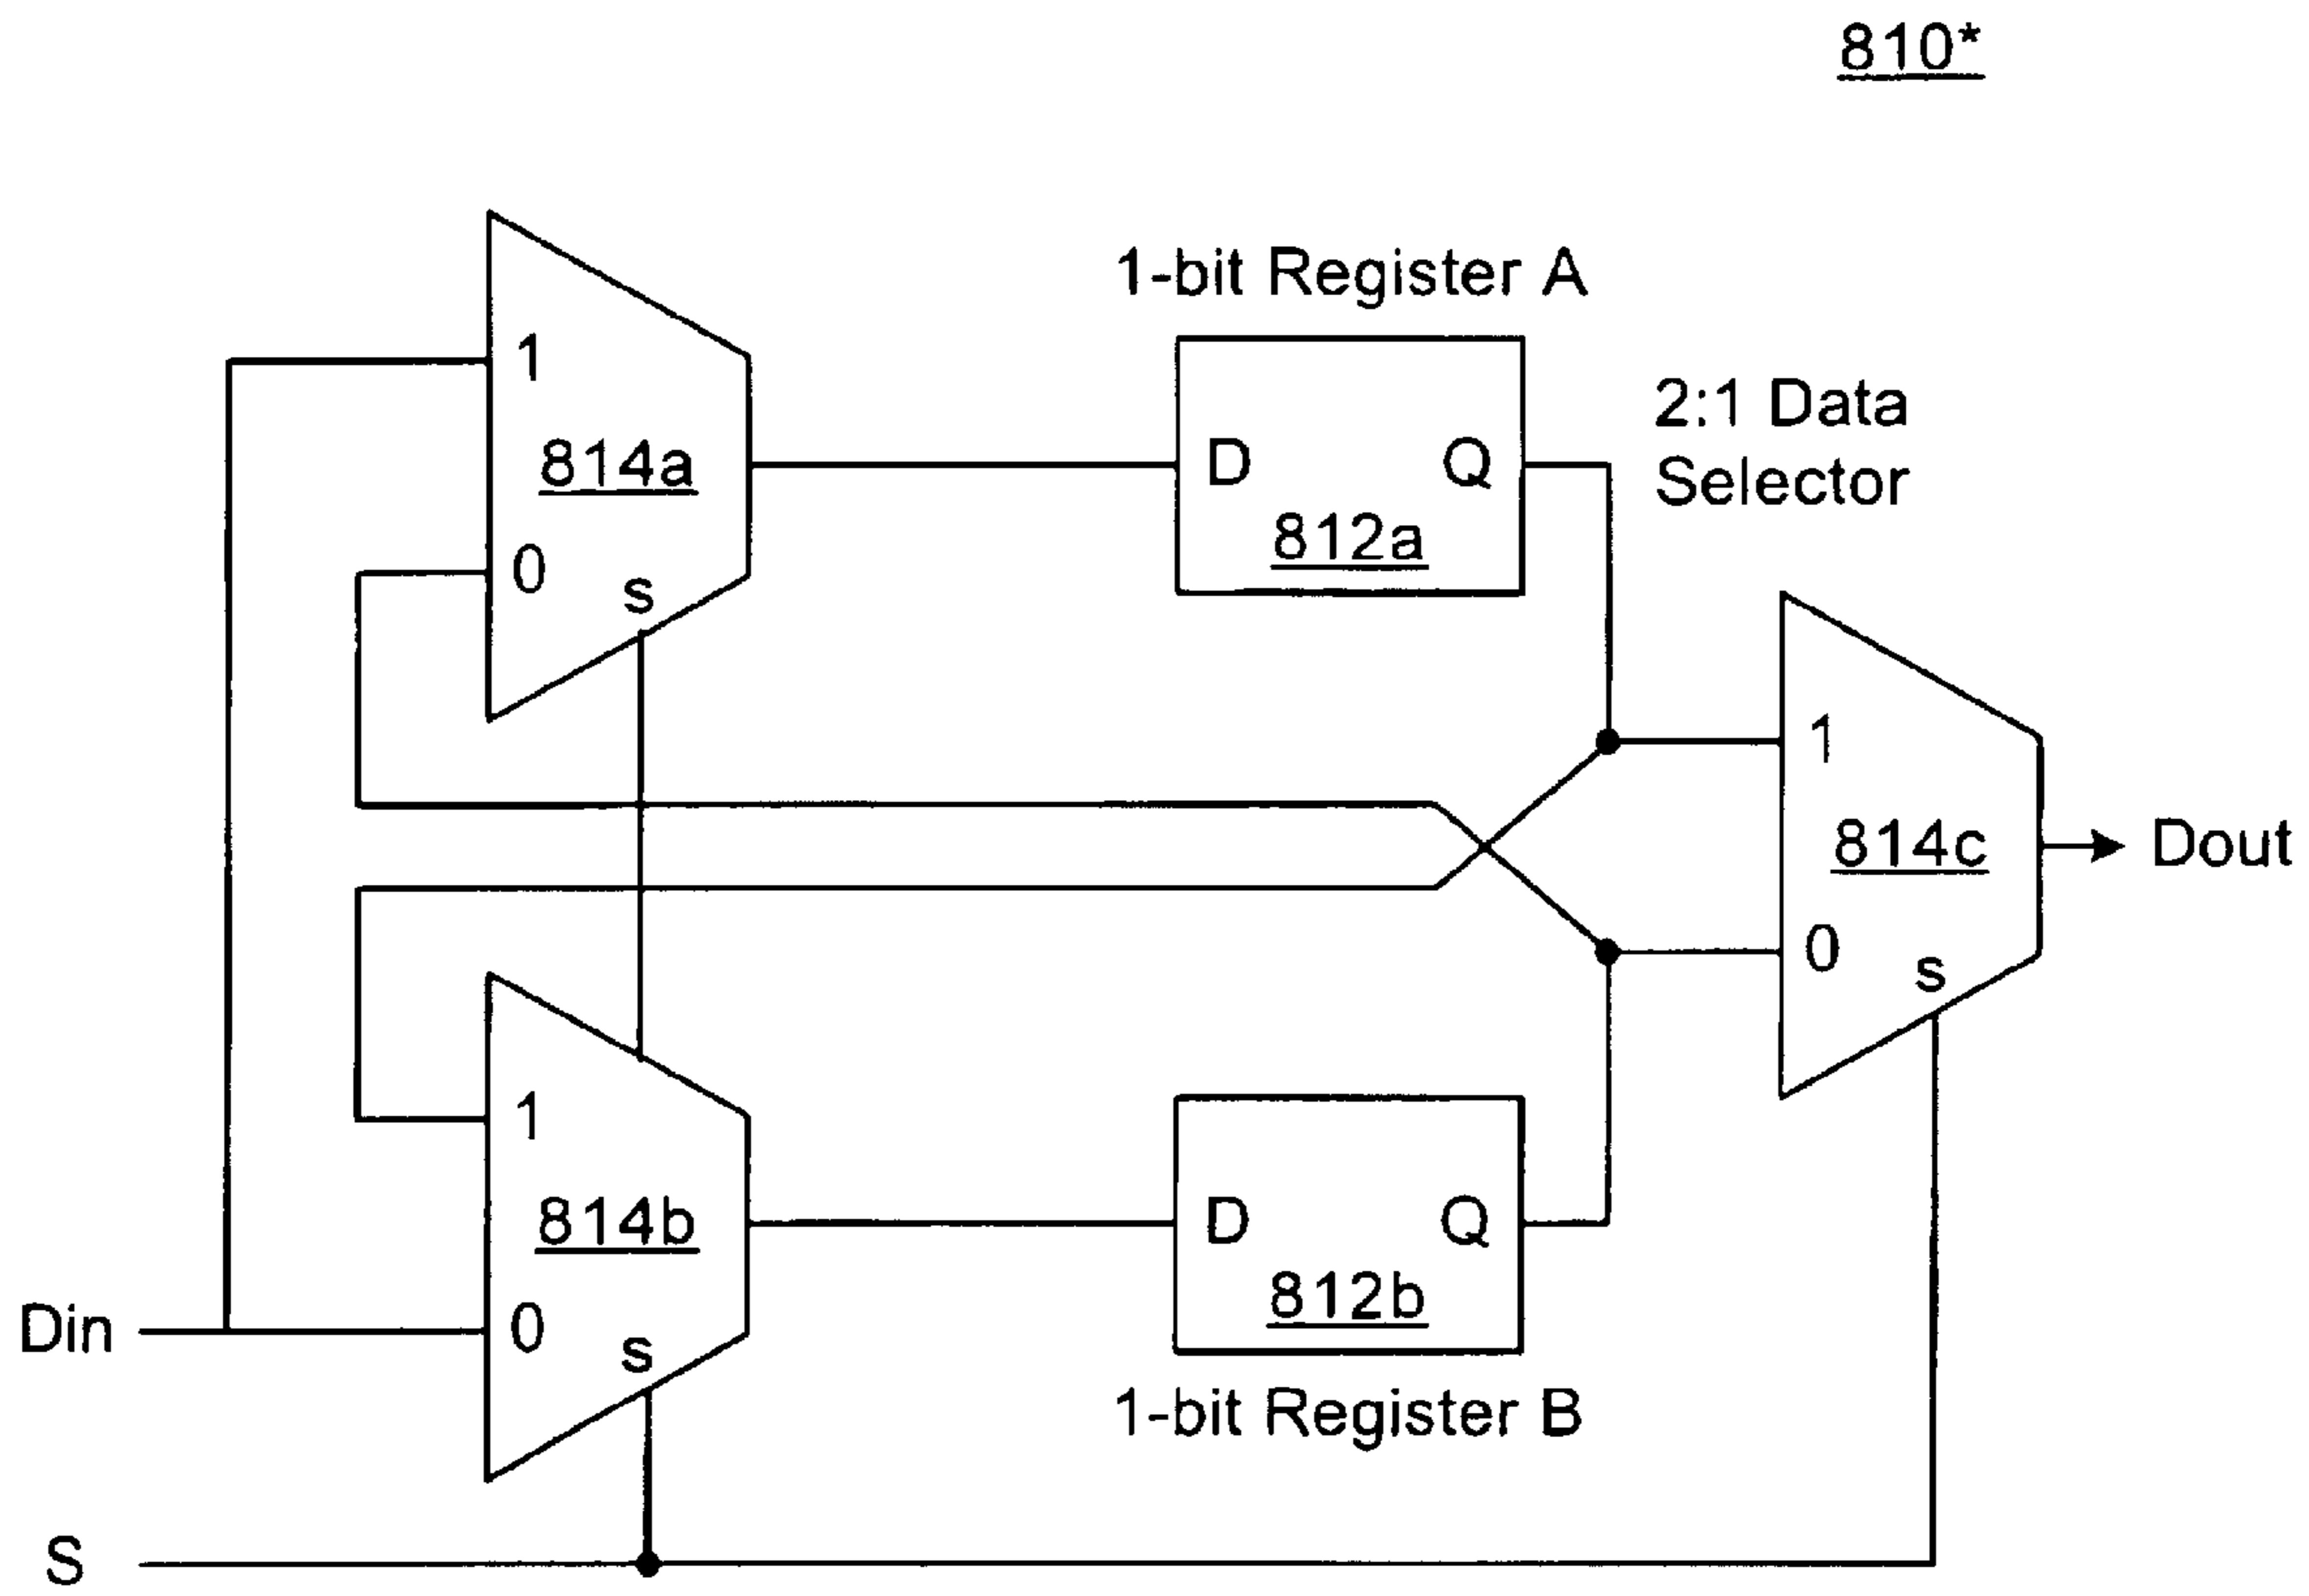 810*
1-bit Register A
1
814a
0
s
D
Q
812a
2:1 Data
Selector
1
814c
0
s
Dout
1
814b
0
s
D
Q
812b
1-bit Register B
Din
S